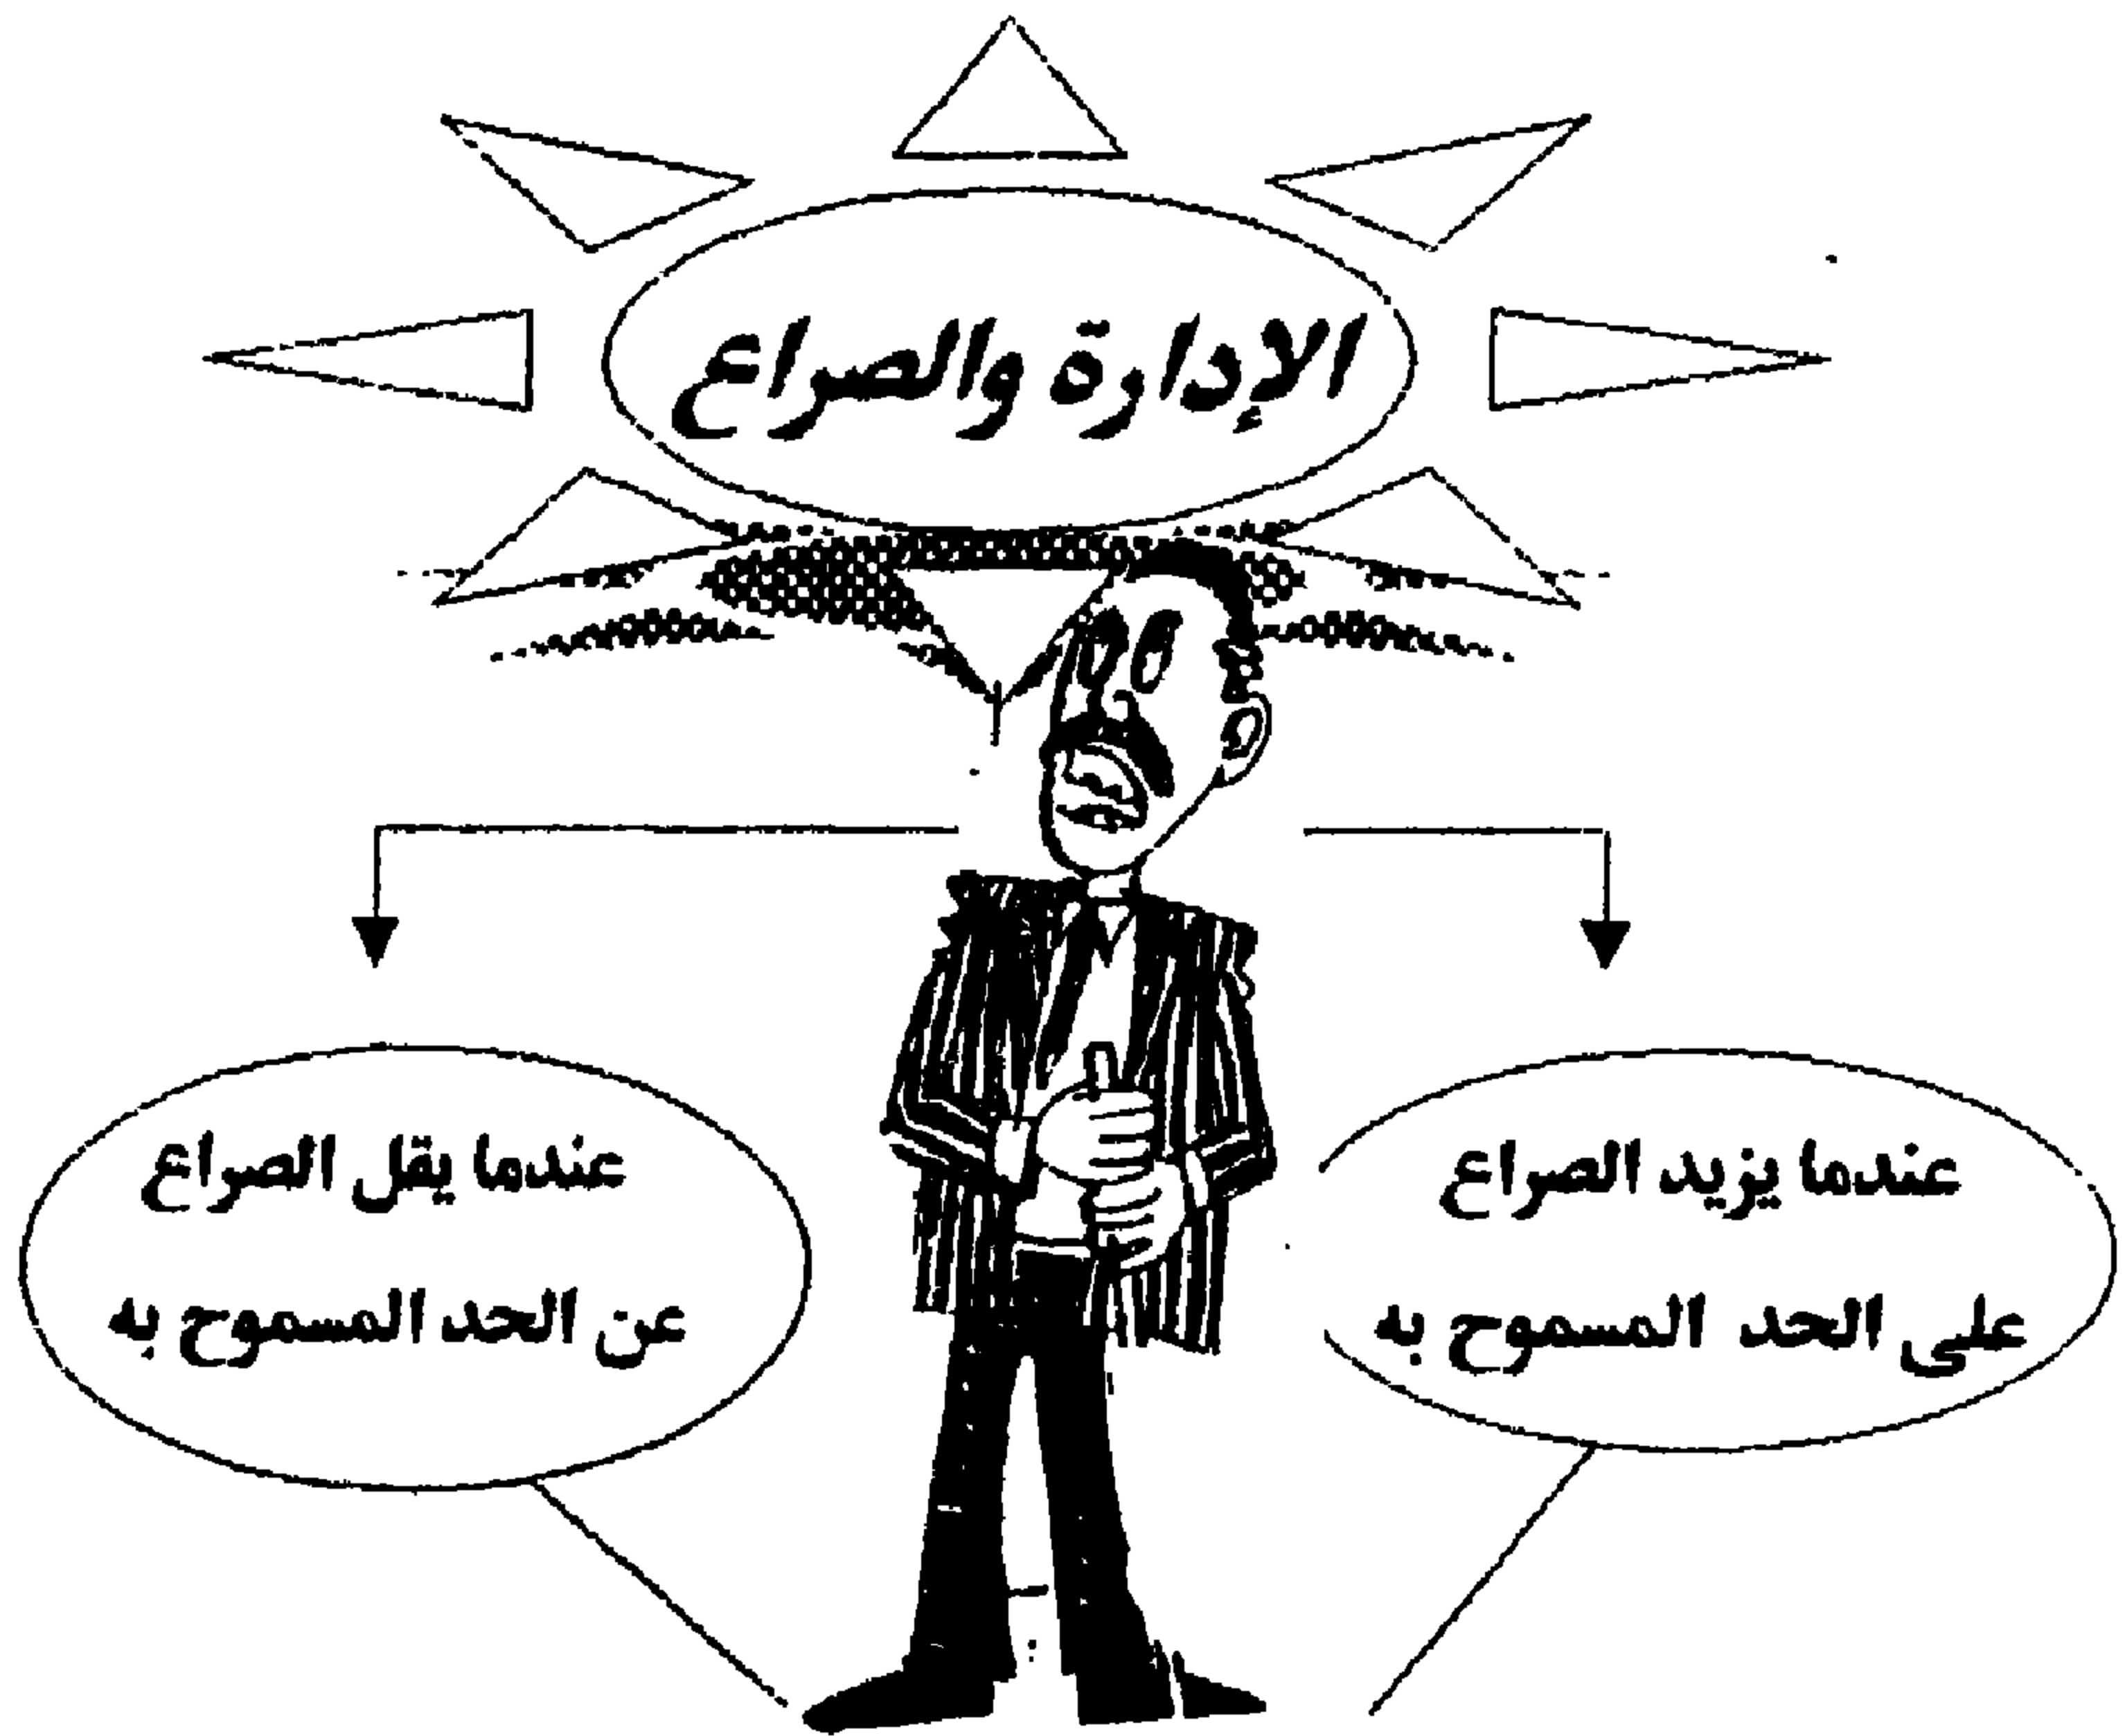 الإدارة والصراع
عندما يزيد الصراع
على الحد المسموح به
عندما يقل الصراع
عن الحد المسموح به